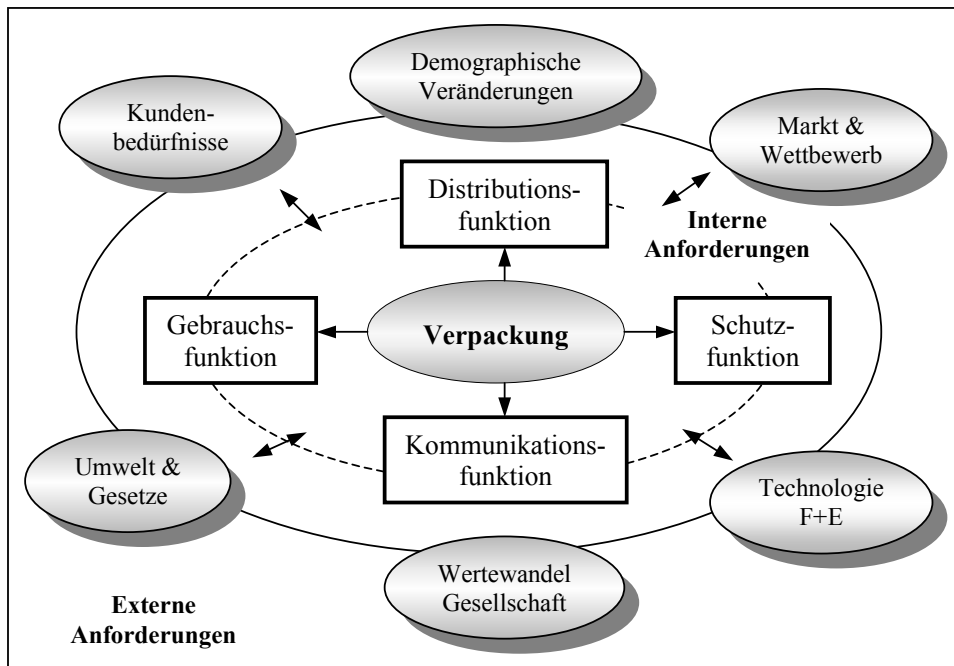 Demographische
Veränderungen
Kunden-
bedürfnisse
Markt &
Wettbewerb
Distributions-
funktion
Interne
Anforderungen
Gebrauchs-
funktion
Verpackung
Schutz-
funktion
Kommunikations-
funktion
Umwelt &
Gesetze
Technologie
F+E
Wertewandel
Gesellschaft
Externe
Anforderungen